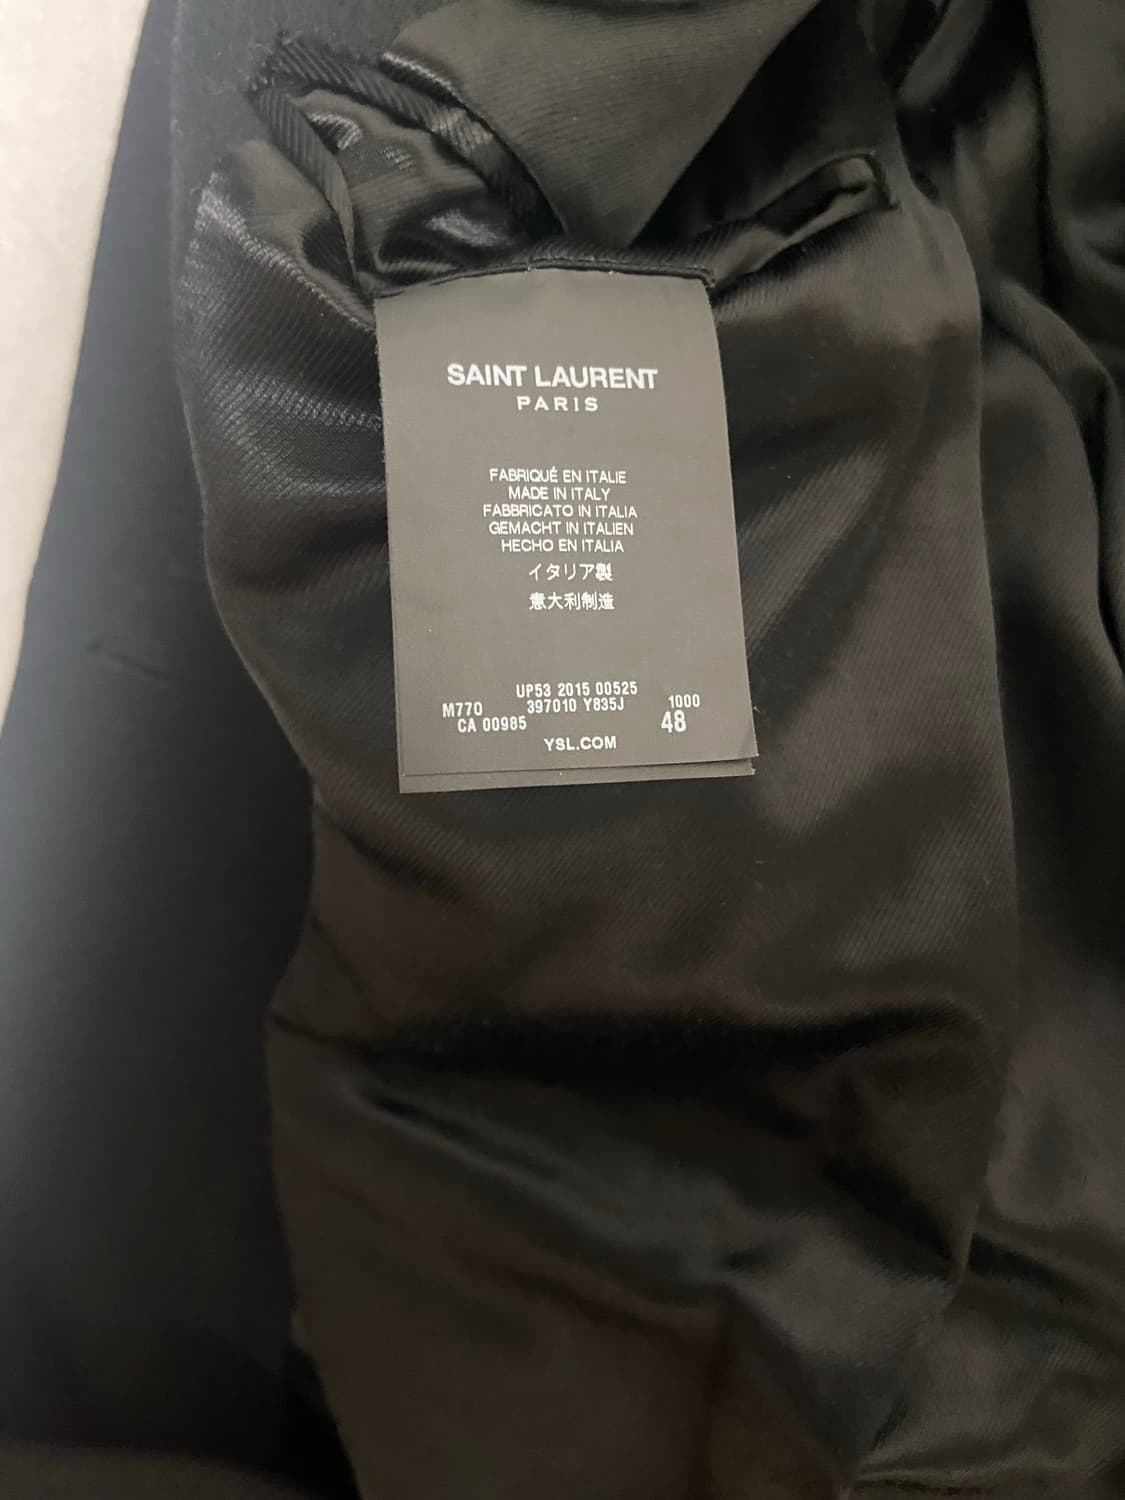 SAINT LAURENT
PARIS
FABRIQUÉ EN ITALIE
MADE IN ITALY
FABBRICATO IN ITALIA
GEMACHT IN ITALIEN
HECHO EN ITALIA
イタリア製
意大利制造
UP53 2015 00525
M770 397010 Y835J 1000
CA 00985 48
YSL.COM